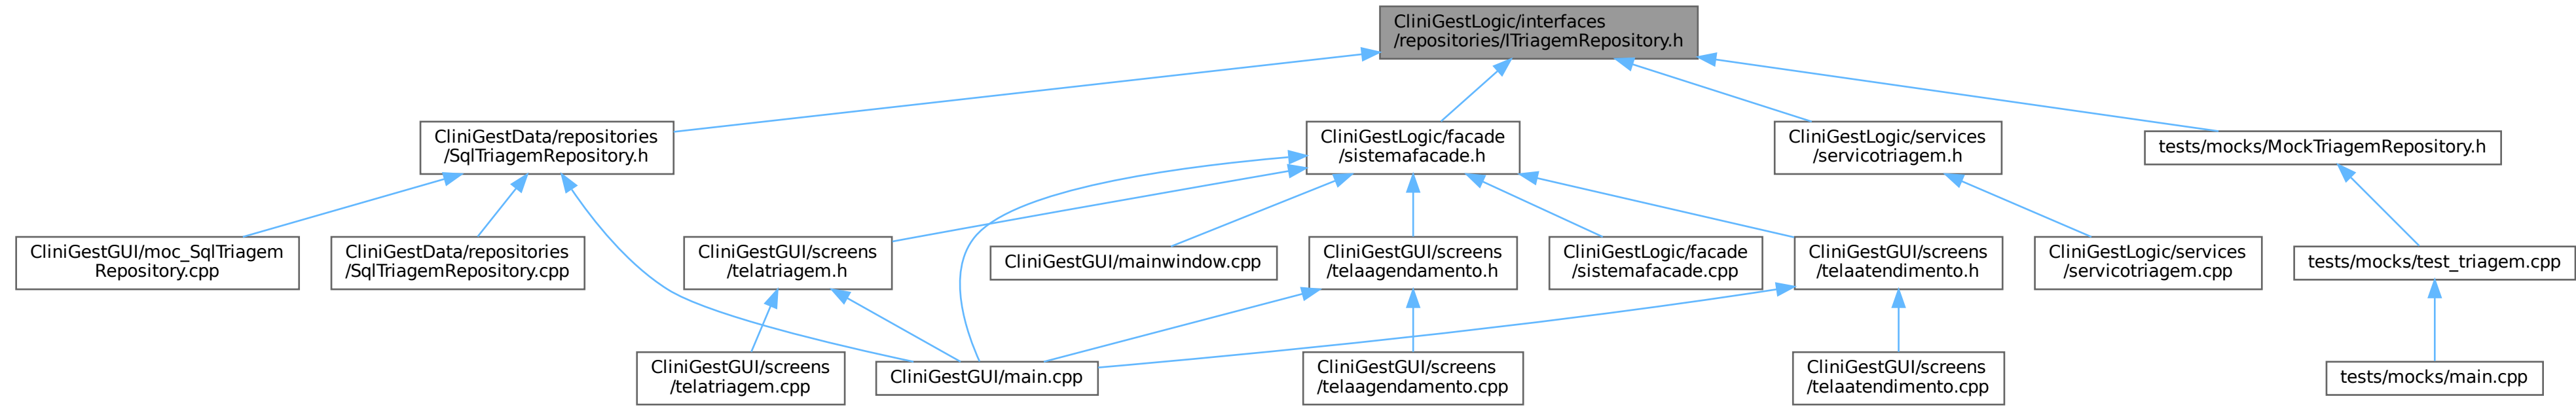 CliniGestLogic/interfaces
/repositories/ITriagemRepository.h
CliniGestData/repositories
/SqlTriagemRepository.h
CliniGestLogic/facade
/sistemafacade.h
CliniGestLogic/services
/servicotriagem.h
tests/mocks/MockTriagemRepository.h
CliniGestGUI/moc_SqlTriagem
Repository.cpp
CliniGestData/repositories
/SqlTriagemRepository.cpp
CliniGestGUI/screens
/telatriagem.h
CliniGestGUI/mainwindow.cpp
CliniGestGUI/screens
/telaagendamento.h
CliniGestLogic/facade
/sistemafacade.cpp
CliniGestGUI/screens
/telaatendimento.h
CliniGestLogic/services
/servicotriagem.cpp
tests/mocks/test_triagem.cpp
CliniGestGUI/screens
/telatriagem.cpp
CliniGestGUI/main.cpp
CliniGestGUI/screens
/telaagendamento.cpp
CliniGestGUI/screens
/telaatendimento.cpp
tests/mocks/main.cpp